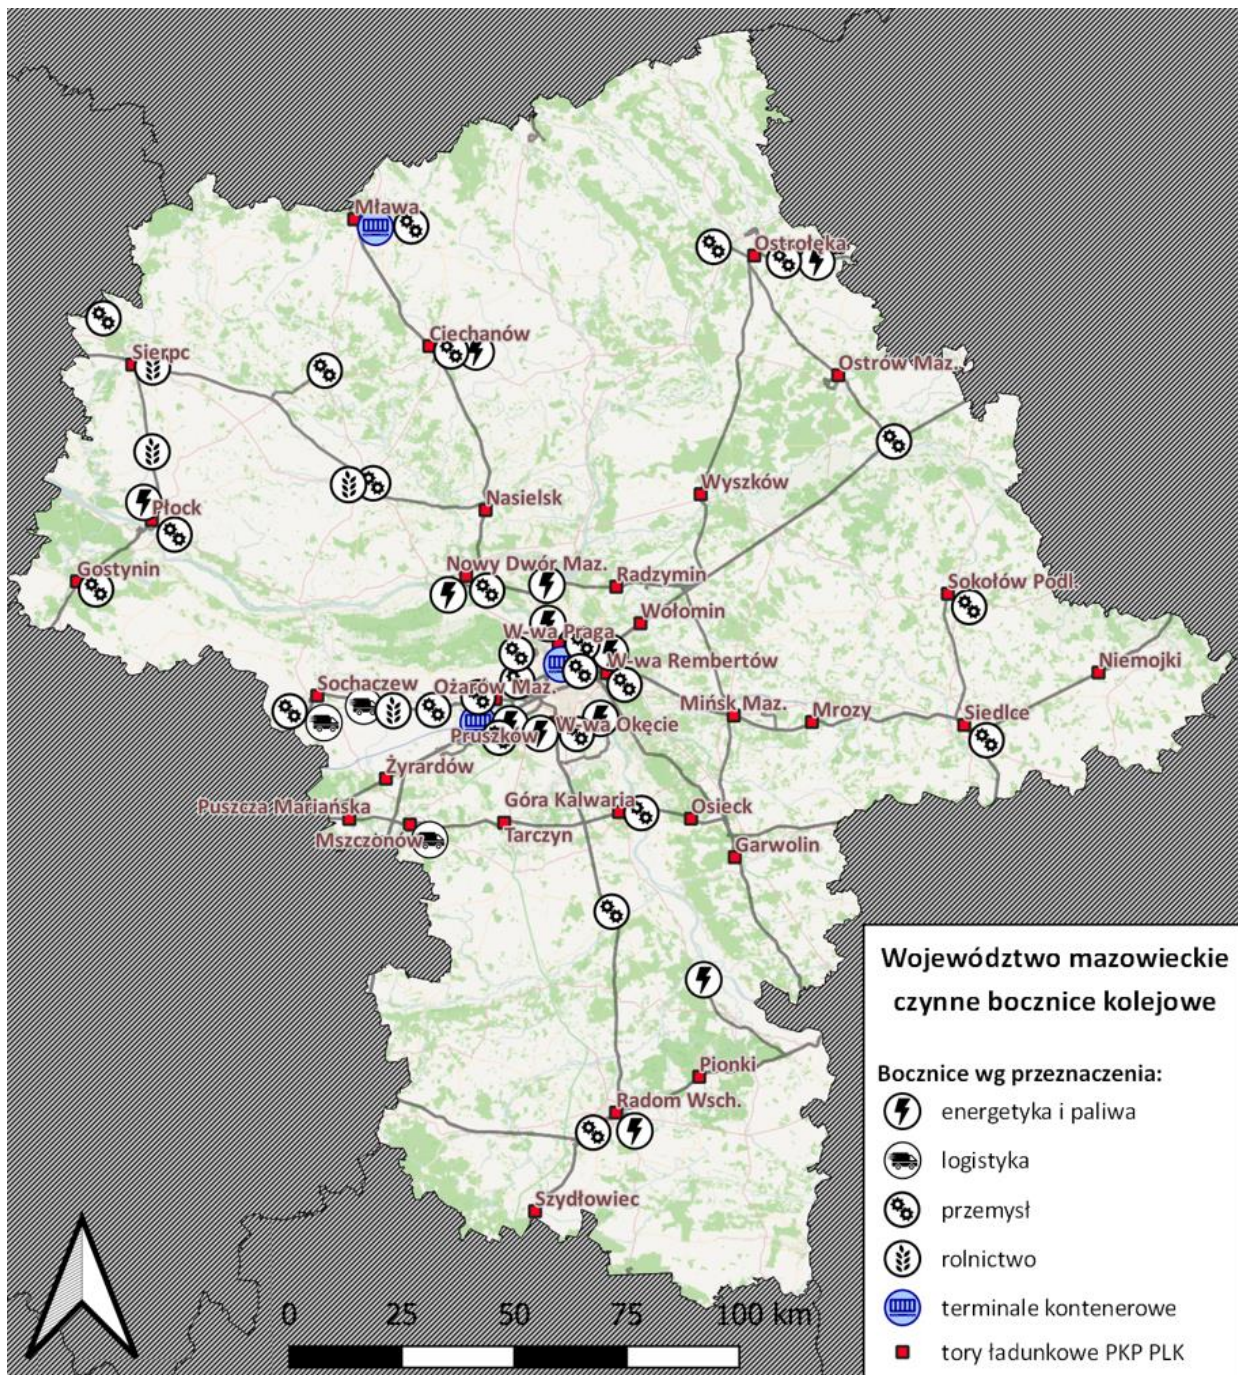 Mława
Ostrołęka
Ciechanów
Sierpc
Ostrów Maz.
Wyszków
Nasielsk
Płock
Nowy Dwór Maz.
Gostynin
Radzymin
Sokołów Podl.
Wołomin
W-wa Praga
W-wa Rembertów
Niemojki
Sochaczew
Ożarów Maz.
Mińsk Maz.
Mrozy
Siedlce
W-wa Okęcie
Pruszków
Żyrardów
Puszcza Mariańska
Góra Kalwaria
Osieck
Mszczonów
Tarczyn
Garwolin
Pionki
Radom Wsch.
Szydłowiec
Województwo mazowieckie
czynne bocznice kolejowe
Bocznice wg przeznaczenia:
energetyka i paliwa
logistyka
przemysł
rolnictwo
terminale kontenerowe
tory ładunkowe PKP PLK
0 25 50 75 100 km